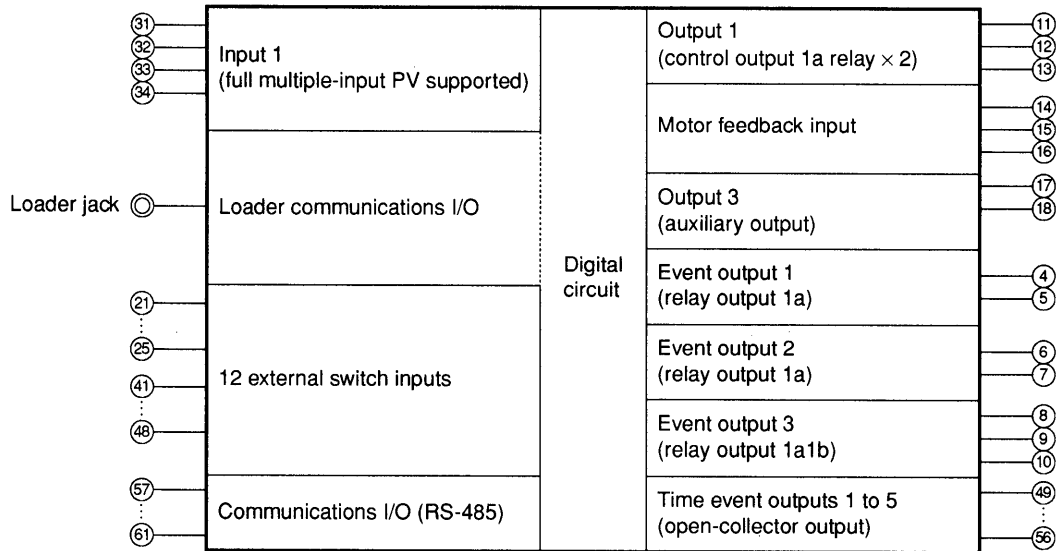 31
32
33
34
Input 1
(full multiple-input PV supported)
Loader jack
Loader communications I/O
21
25
41
48
12 external switch inputs
57
61
Communications I/O (RS-485)
Digital
circuit
Output 1
(control output 1a relay × 2)
11
12
13
Motor feedback input
14
15
16
Output 3
(auxiliary output)
17
18
Event output 1
(relay output 1a)
4
5
Event output 2
(relay output 1a)
6
7
Event output 3
(relay output 1a1b)
8
9
10
Time event outputs 1 to 5
(open-collector output)
49
56